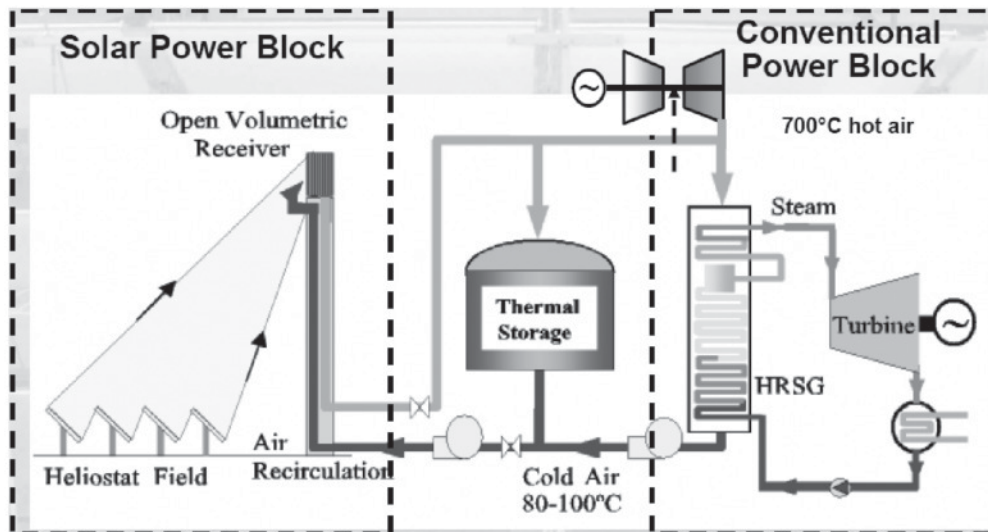 Solar Power Block
Conventional
Power Block
Open Volumetric
Receiver
700°C hot air
Steam
Thermal
Storage
Turbine
HRSG
Air
Recirculation
Heliostat Field
Cold Air
80-100ºC